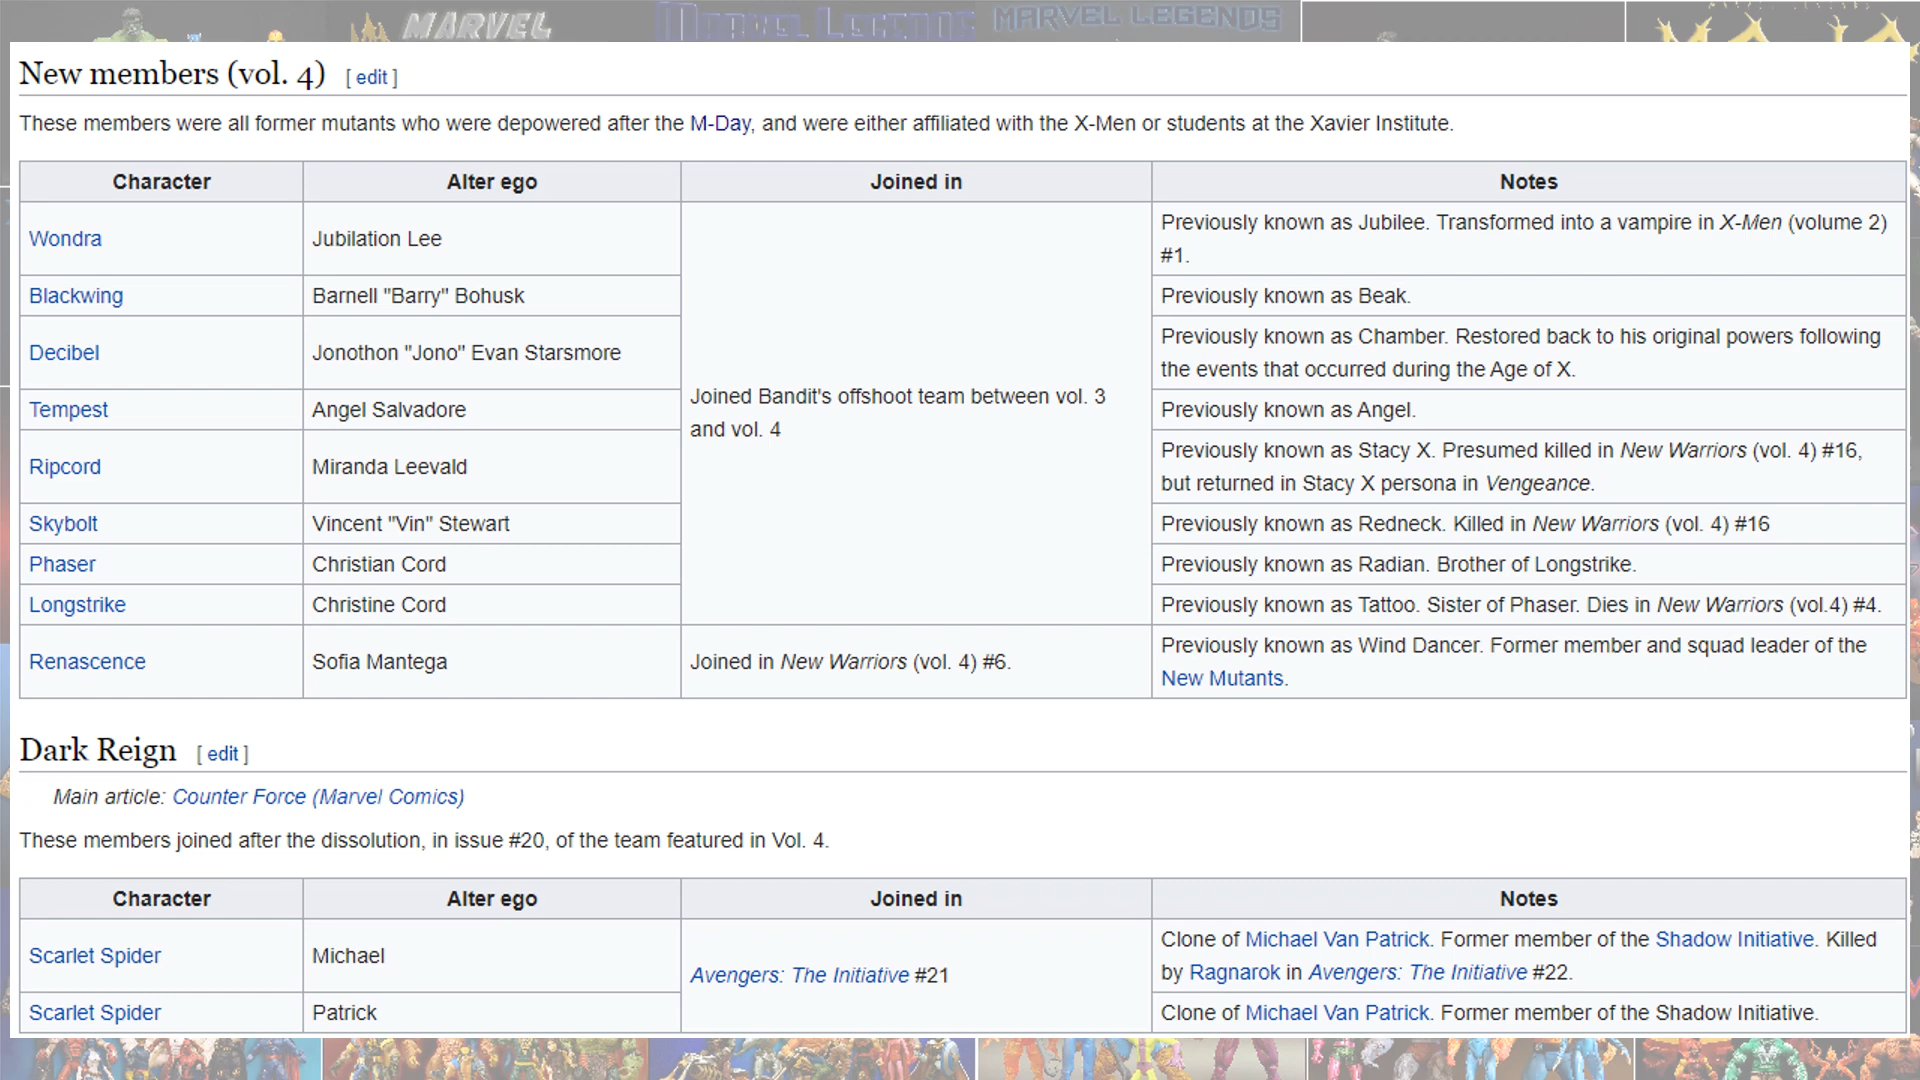 MARVEL
MARVEL LEGENDS
MARVEL LEGENDS
New members (vol. 4) [ edit ]
These members were all former mutants who were depowered after the M-Day, and were either affiliated with the X-Men or students at the Xavier Institute.
Character Alter ego Joined in Notes
Wondra Jubilation Lee Previously known as Jubilee. Transformed into a vampire in X-Men (volume 2)
#1.
Blackwing Barnell "Barry" Bohusk Previously known as Beak.
Decibel Jonothon "Jono" Evan Starsmore Previously known as Chamber. Restored back to his original powers following
the events that occurred during the Age of X.
Joined Bandit's offshoot team between vol. 3
and vol. 4
Tempest Angel Salvadore Previously known as Angel.
Ripcord Miranda Leevald Previously known as Stacy X. Presumed killed in New Warriors (vol. 4) #16,
but returned in Stacy X persona in Vengeance.
Skybolt Vincent "Vin" Stewart Previously known as Redneck. Killed in New Warriors (vol. 4) #16
Phaser Christian Cord Previously known as Radian. Brother of Longstrike.
Longstrike Christine Cord Previously known as Tattoo. Sister of Phaser. Dies in New Warriors (vol.4) #4.
Renascence Sofia Mantega Joined in New Warriors (vol. 4) #6. Previously known as Wind Dancer. Former member and squad leader of the
New Mutants.
Dark Reign [ edit ]
Main article: Counter Force (Marvel Comics)
These members joined after the dissolution, in issue #20, of the team featured in Vol. 4.
Character Alter ego Joined in Notes
Scarlet Spider Michael Avengers: The Initiative #21 Clone of Michael Van Patrick. Former member of the Shadow Initiative. Killed
by Ragnarok in Avengers: The Initiative #22.
Scarlet Spider Patrick Clone of Michael Van Patrick. Former member of the Shadow Initiative.